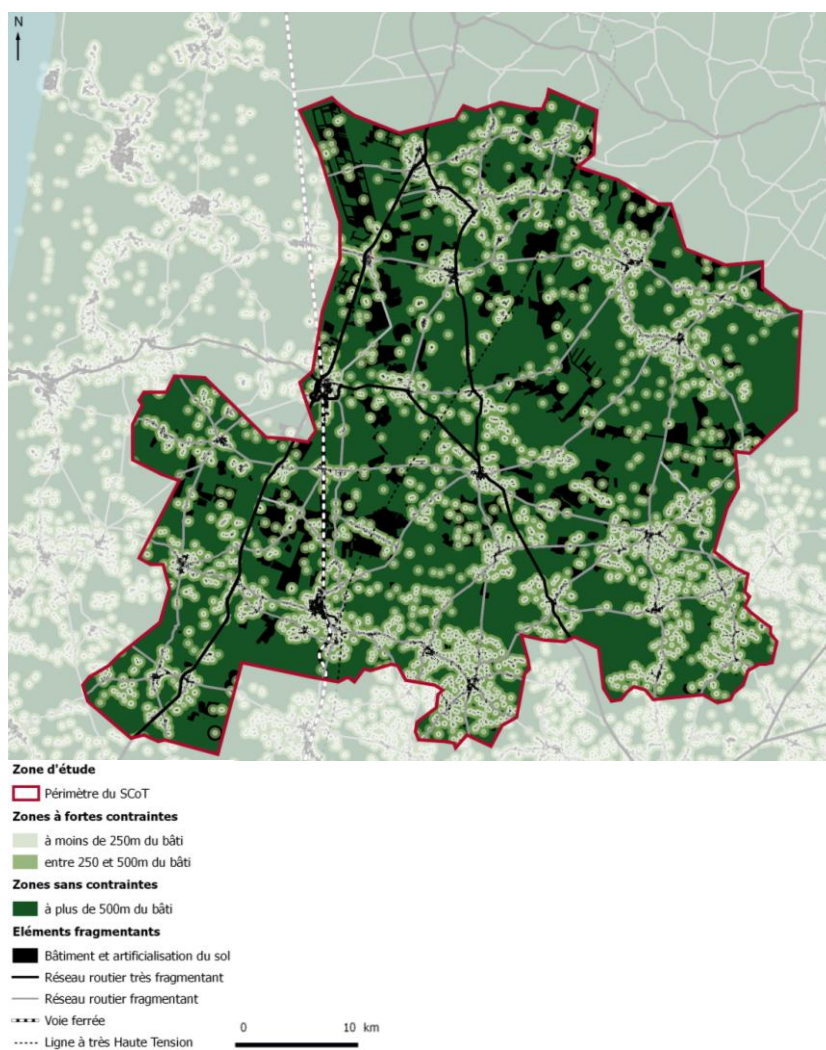 N
Zone d'étude
Périmètre du SCoT
Zones à fortes contraintes
à moins de 250m du bâti
entre 250 et 500m du bâti
Zones sans contraintes
à plus de 500m du bâti
Eléments fragmentants
Bâtiment et artificialisation du sol
Réseau routier très fragmentant
Réseau routier fragmentant
Voie ferrée
Ligne à très Haute Tension
0 10 km